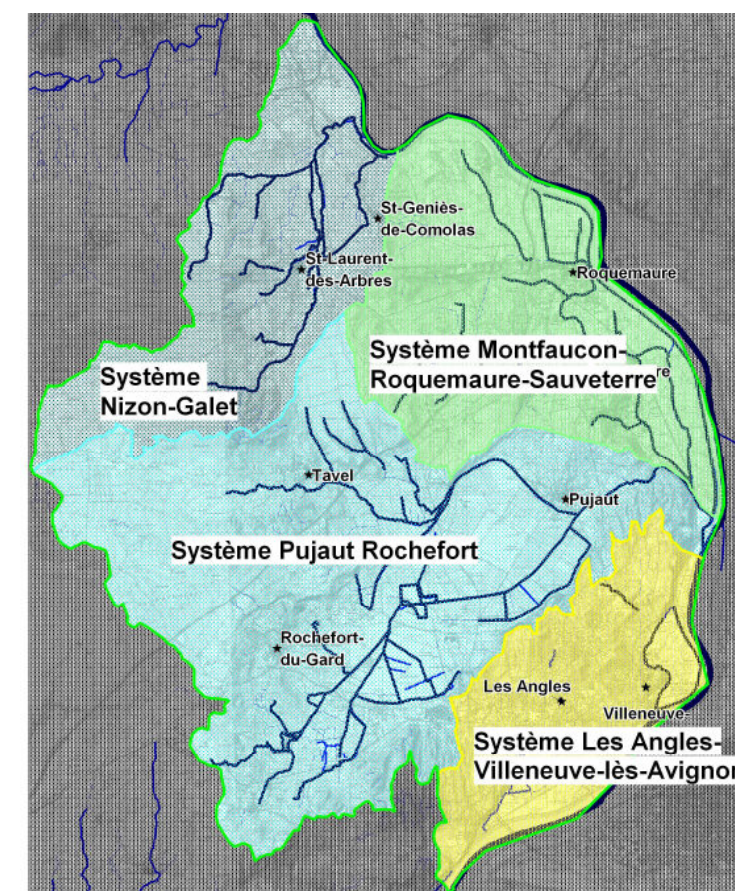 St-Geniès-
de-Comolas
St-Laurent-
des-Arbres
Roquemaure
Système Montfaucon-
Roquemaure-Sauveterre
re
Système
Nizon-Galet
Tavel
Pujaut
Système Pujaut Rochefort
Rochefort-
du-Gard
Les Angles
Villeneuve-
Système Les Angles-
Villeneuve-lès-Avignon